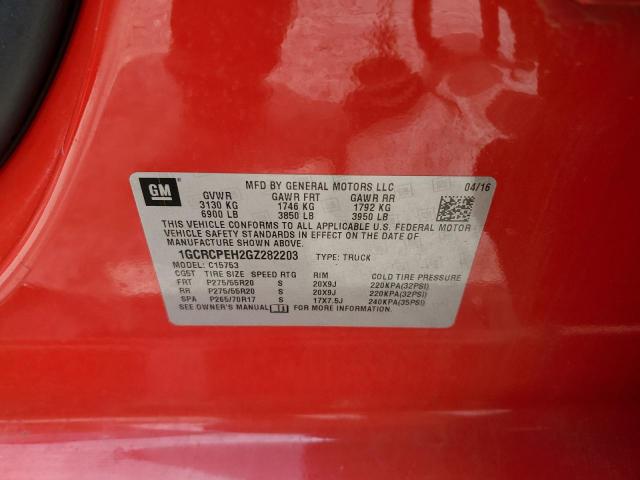 GM
MFD BY GENERAL MOTORS LLC 04/16
GVWR GAWR FRT GAWR RR
3130 KG 1746 KG 1792 KG
6900 LB 3850 LB 3950 LB
THIS VEHICLE CONFORMS TO ALL APPLICABLE U.S. FEDERAL MOTOR
VEHICLE SAFETY STANDARDS IN EFFECT ON THE DATE OF
MANUFACTURE SHOWN ABOVE.
1GCRCPEH2GZ282203 TYPE: TRUCK
MODEL: C15753
CGST TIRE SIZE SPEED RTG RIM COLD TIRE PRESSURE
FRT P275/55R20 S 20X9J 220KPA(32PSI)
RR P275/55R20 S 20X9J 220KPA(32PSI)
SPA P265/70R17 S 17X7.5J 240KPA(35PSI)
SEE OWNER'S MANUAL FOR MORE INFORMATION.